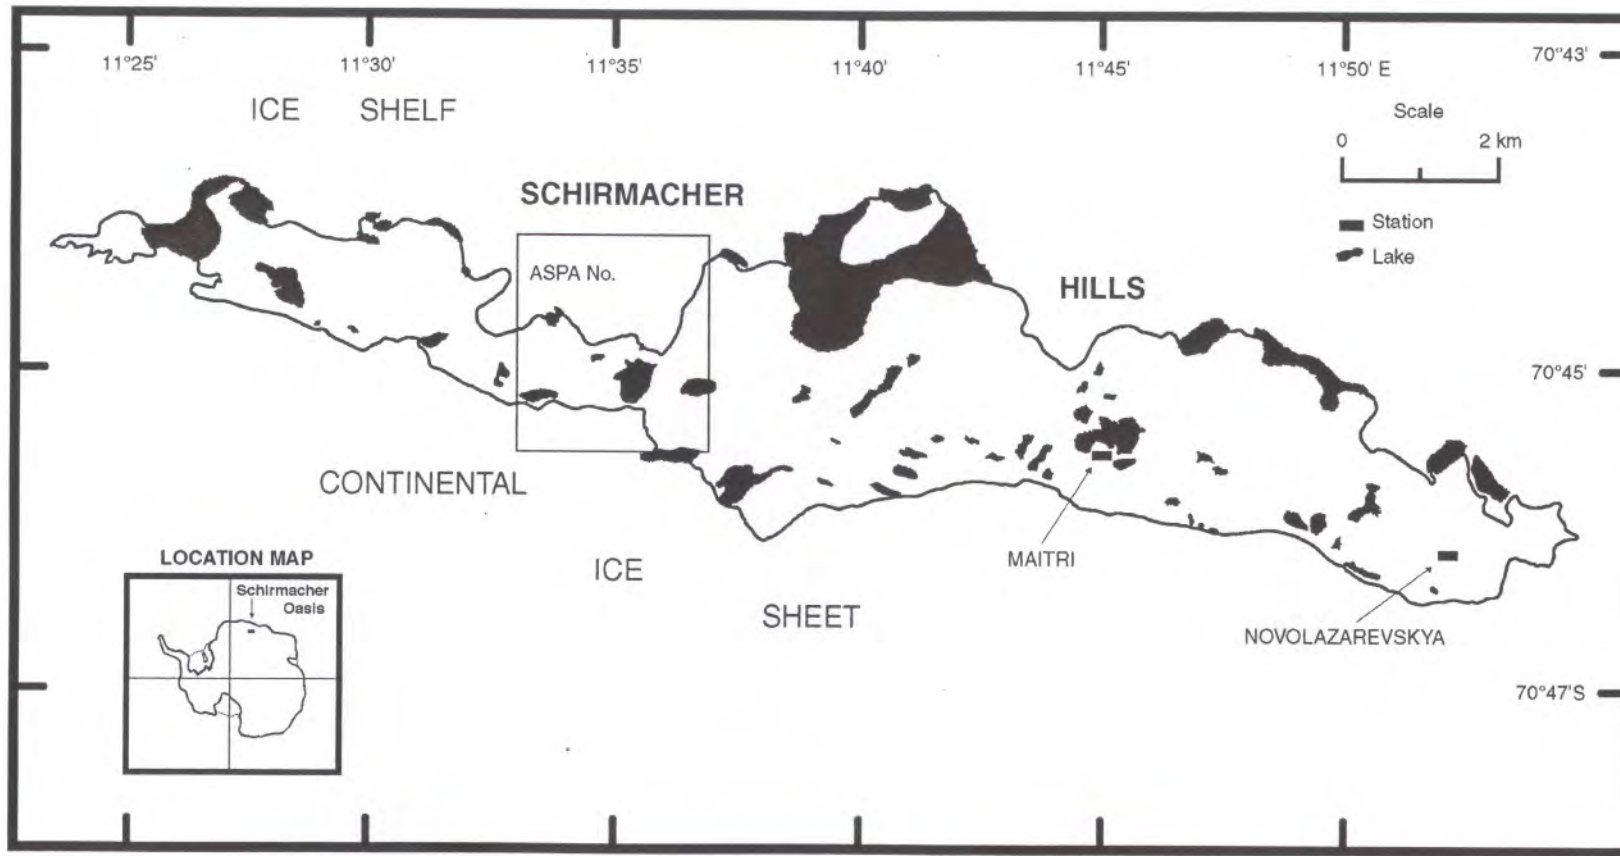 11°25' 11°30' 11°35' 11°40' 11°45' 11°50' E 70°43'
ICE SHELF
Scale
0 2 km
SCHIRMACHER
Station
Lake
ASPA No.
HILLS
70°45'
CONTINENTAL
ICE
SHEET
MAITRI
NOVOLAZAREVSKYA
LOCATION MAP
Schirmacher
Oasis
70°47'S